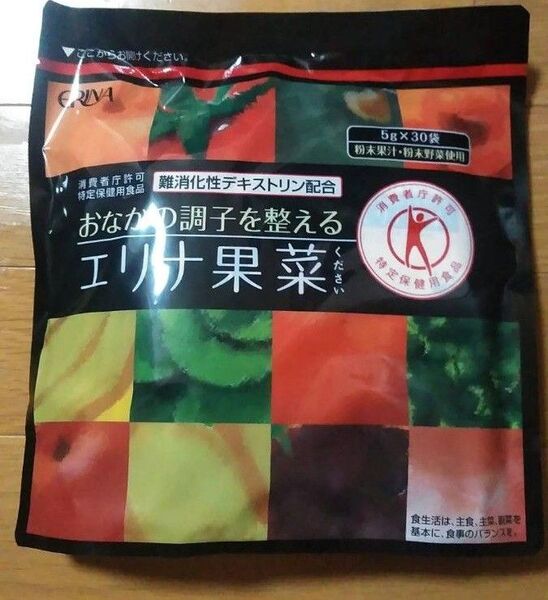 ▼ここからお開けください。
ERINA
5g×30袋
粉末果汁・粉末野菜使用
消費者庁許可
特定保健用食品
難消化性デキストリン配合
おなかの調子を整える
エリナ果菜
ください
消費者庁許可
特定保健用食品
食生活は、主食、主菜、副菜を
基本に、食事のバランスを。